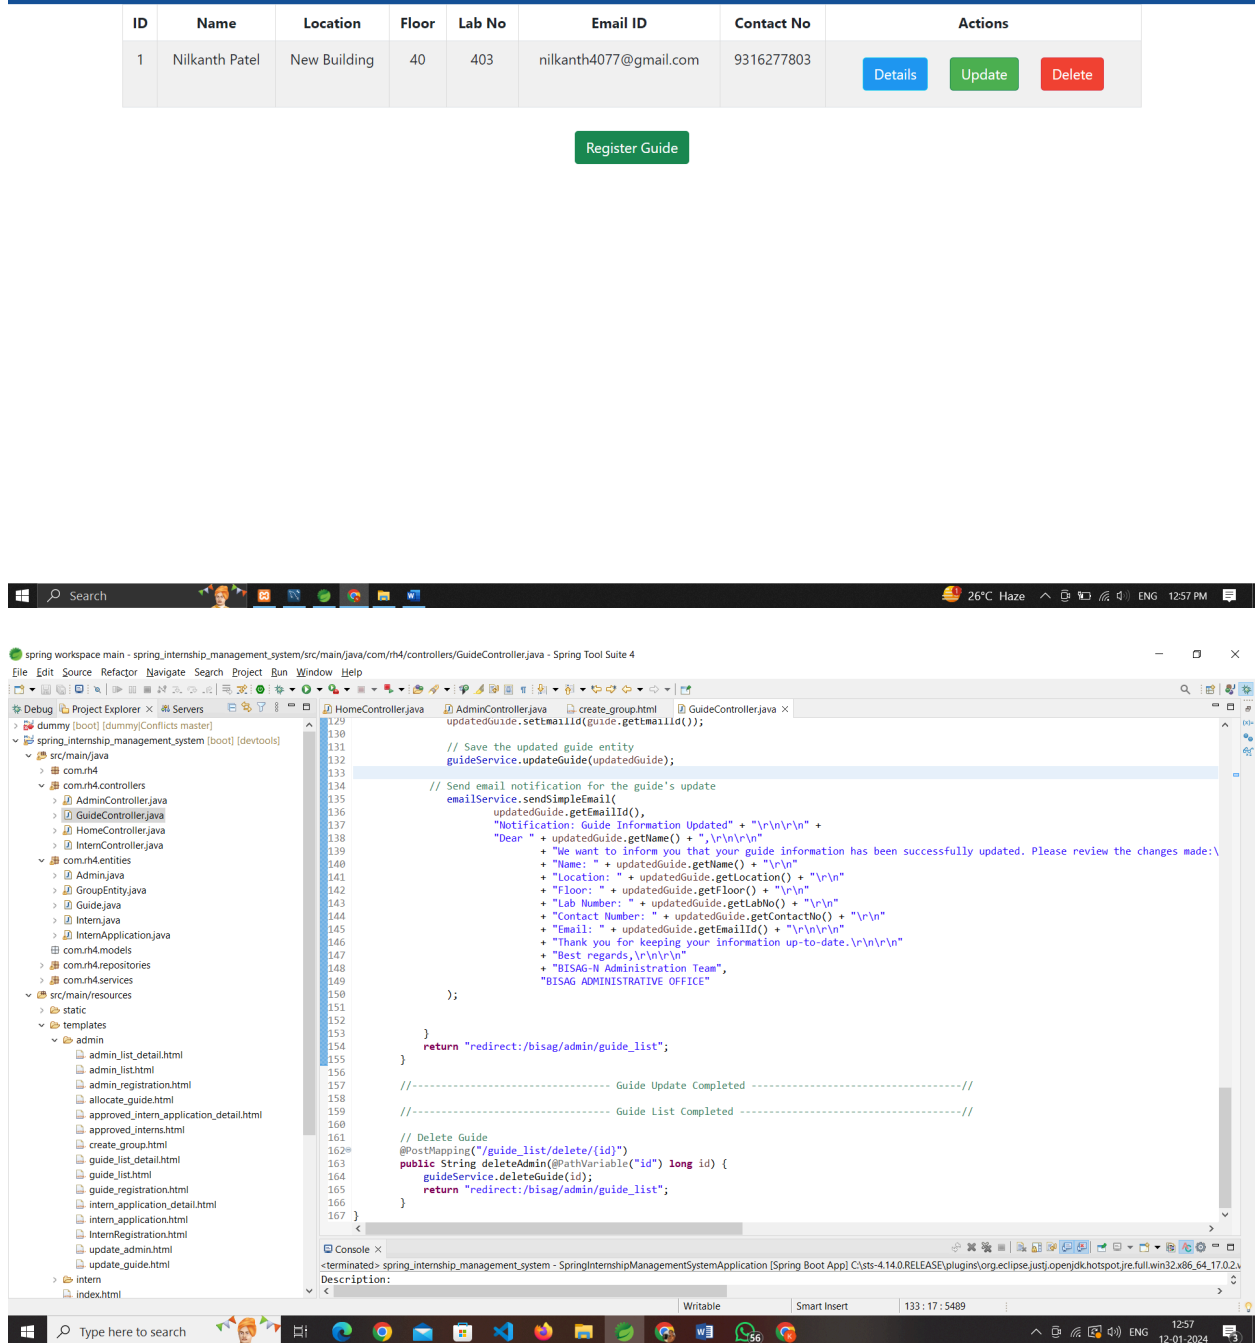 ID Name Location Floor Lab No Email ID Contact No Actions
1 Nilkanth Patel New Building 40 403 nilkanth4077@gmail.com 9316277803 Details Update Delete
Register Guide
Search
26°C Haze ENG 12:57 PM
spring workspace main - spring_internship_management_system/src/main/java/com/rh4/controllers/GuideController.java - Spring Tool Suite 4
File Edit Source Refactor Navigate Search Project Run Window Help
Debug Project Explorer Servers
HomeController.java AdminController.java create_group.html GuideController.java
dummy [boot] [dummy|Conflicts master]
spring_internship_management_system [boot] [devtools]
src/main/java
com.rh4
com.rh4.controllers
AdminController.java
GuideController.java
HomeController.java
InternController.java
com.rh4.entities
Admin.java
GroupEntity.java
Guide.java
Intern.java
InternApplication.java
com.rh4.models
com.rh4.repositories
com.rh4.services
src/main/resources
static
templates
admin
admin_list_detail.html
admin_list.html
admin_registration.html
allocate_guide.html
approved_intern_application_detail.html
approved_interns.html
create_group.html
guide_list_detail.html
guide_list.html
guide_registration.html
intern_application_detail.html
intern_application.html
InternRegistration.html
update_admin.html
update_guide.html
intern
index.html
129 updatedGuide.setEmailId(guide.getEmailId());
130
131 // Save the updated guide entity
132 guideService.updateGuide(updatedGuide);
133
134 // Send email notification for the guide's update
135 emailService.sendSimpleEmail(
136 updatedGuide.getEmailId(),
137 "Notification: Guide Information Updated" + "\r\n\r\n" +
138 "Dear " + updatedGuide.getName() + ",\r\n\r\n"
139 + "We want to inform you that your guide information has been successfully updated. Please review the changes made:\
140 + "Name: " + updatedGuide.getName() + "\r\n"
141 + "Location: " + updatedGuide.getLocation() + "\r\n"
142 + "Floor: " + updatedGuide.getFloor() + "\r\n"
143 + "Lab Number: " + updatedGuide.getLabNo() + "\r\n"
144 + "Contact Number: " + updatedGuide.getContactNo() + "\r\n"
145 + "Email: " + updatedGuide.getEmailId() + "\r\n\r\n"
146 + "Thank you for keeping your information up-to-date.\r\n\r\n"
147 + "Best regards,\r\n\r\n"
148 + "BISAG-N Administration Team",
149 "BISAG ADMINISTRATIVE OFFICE"
150 );
151
152
153 }
154 return "redirect:/bisag/admin/guide_list";
155 }
156
157 //---------------------------------- Guide Update Completed ------------------------------------//
158
159 //---------------------------------- Guide List Completed --------------------------------------//
160
161 // Delete Guide
162 @PostMapping("/guide_list/delete/{id}")
163 public String deleteAdmin(@PathVariable("id") long id) {
164 guideService.deleteGuide(id);
165 return "redirect:/bisag/admin/guide_list";
166 }
167 }
Console
<terminated> spring_internship_management_system - SpringInternshipManagementSystemApplication [Spring Boot App] C:\sts-4.14.0.RELEASE\plugins\org.eclipse.justj.openjdk.hotspot.jre.full.win32.x86_64_17.0.2.v
Description:
Writable Smart Insert 133 : 17 : 5489
Type here to search
56
ENG 12:57
12-01-2024 3